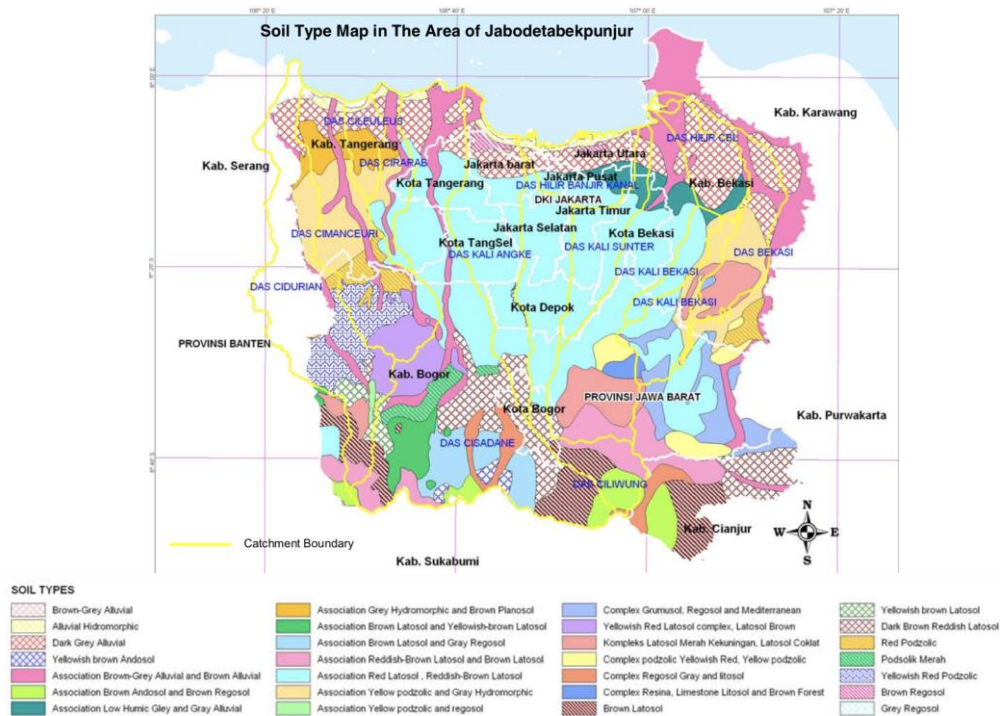 Soil Type Map in The Area of Jabodetabekpunjur
106° 20'
106° 40'
107° 00'
107° 20'
Kab. Karawang
Kab. Serang
DAS CILEULEUS
Kab. Tangerang
DAS CIRARAB
Kota Tangerang
Jakarta barat
Jakarta Utara
Jakarta Pusat
DAS HILIR BANJIR KANAL
DAS HILIR CBL
Kab. Bekasi
DKI JAKARTA
Jakarta Timur
Jakarta Selatan
DAS CIMANCEURI
Kota TangSel
DAS KALI ANGKE
Kota Bekasi
DAS KALI SUNTER
DAS BEKASI
DAS KALI BEKASI
DAS CIDURIAN
DAS KALI BEKASI
Kota Depok
PROVINSI BANTEN
Kab. Bogor
PROVINSI JAWA BARAT
Kota Bogor
Kab. Purwakarta
DAS CISADANE
DAS CILIWUNG
Kab. Cianjur
N
W E
S
Catchment Boundary
Kab. Sukabumi
SOIL TYPES
Brown-Grey Alluvial
Alluvial Hidromorphic
Dark Grey Alluvial
Yellowish brown Andosol
Association Brown-Grey Alluvial and Brown Alluvial
Association Brown Andosol and Brown Regosol
Association Low Humic Gley and Gray Alluvial
Association Grey Hydromorphic and Brown Planosol
Association Brown Latosol and Yellowish-brown Latosol
Association Brown Latosol and Gray Regosol
Association Reddish-Brown Latosol and Brown Latosol
Association Red Latosol , Reddish-Brown Latosol
Association Yellow podzolic and Gray Hydromorphic
Association Yellow podzolic and regosol
Complex Grumusol, Regosol and Mediterranean
Yellowish Red Latosol complex, Latosol Brown
Kompleks Latosol Merah Kekuningan, Latosol Coklat
Complex podzolic Yellowish Red, Yellow podzolic
Complex Regosol Gray and litosol
Complex Resina, Limestone Litosol and Brown Forest
Brown Latosol
Yellowish brown Latosol
Dark Brown Reddish Latosol
Red Podzolic
Podsolik Merah
Yellowish Red Podzolic
Brown Regosol
Grey Regosol